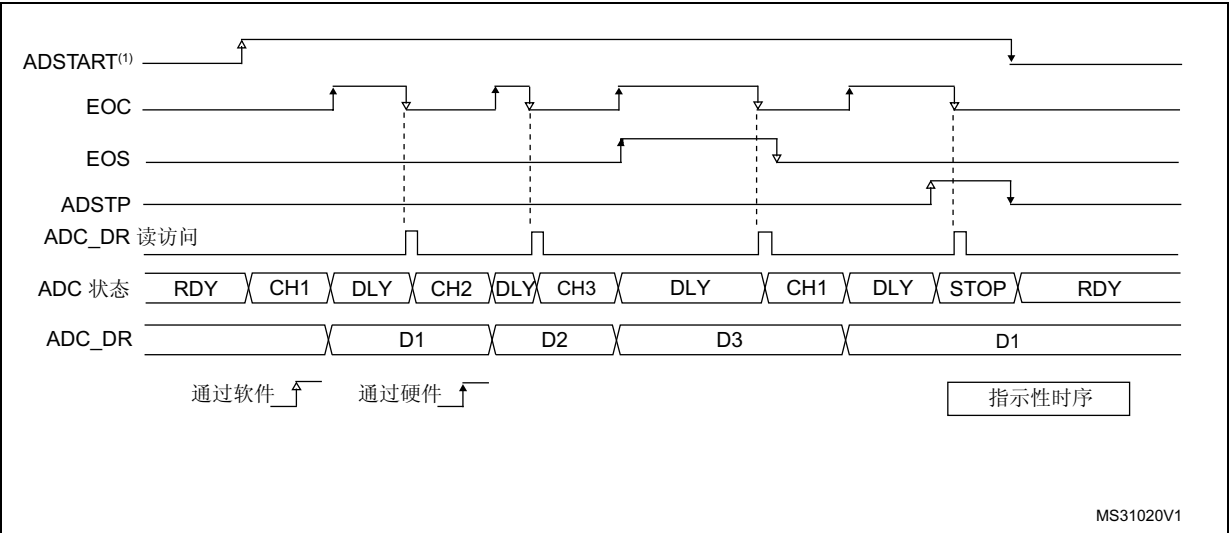 ADSTART(1)
EOC
EOS
ADSTP
ADC_DR 读访问
ADC 状态 RDY CH1 DLY CH2 DLY CH3 DLY CH1 DLY STOP RDY
ADC_DR D1 D2 D3 D1
通过软件 通过硬件 指示性时序
MS31020V1